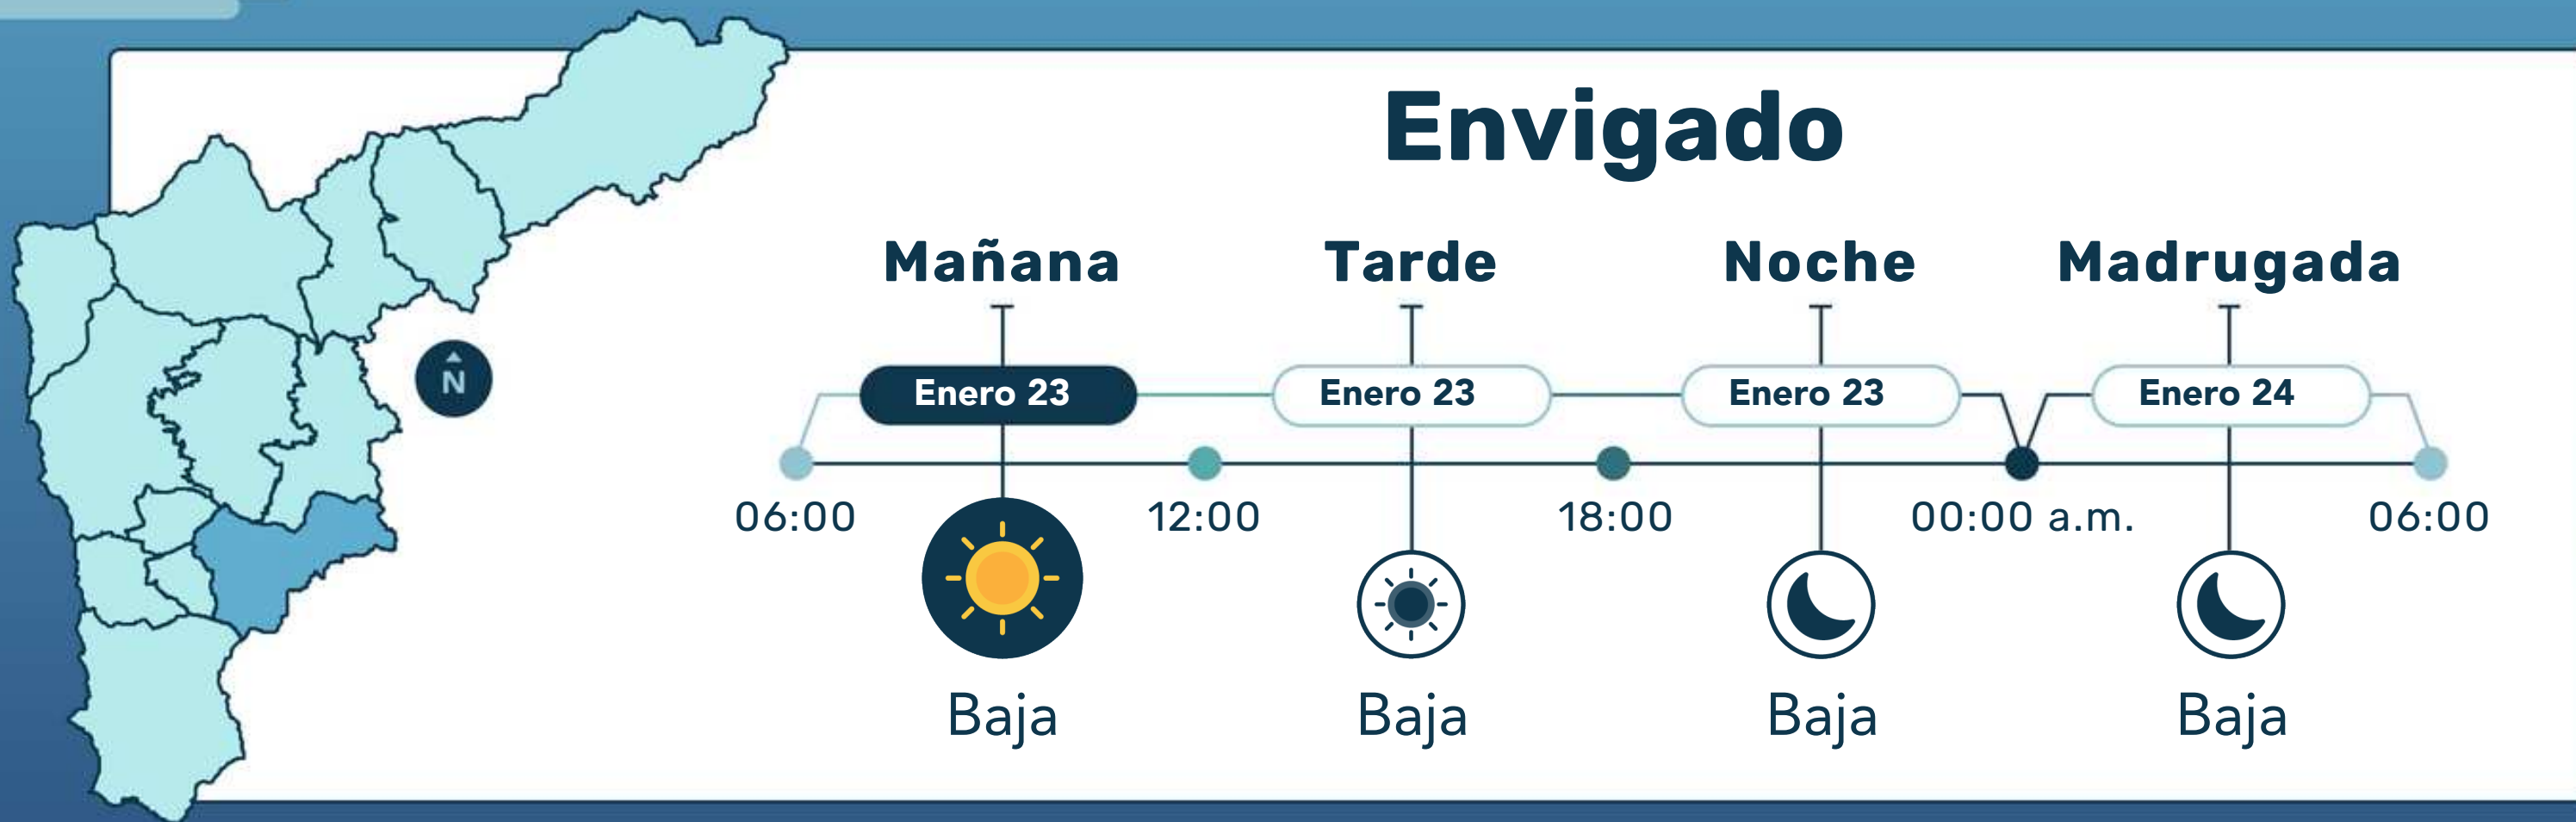 Envigado
Mañana Tarde Noche Madrugada
Enero 23 Enero 23 Enero 23 Enero 24
N
06:00 12:00 18:00 00:00 a.m. 06:00
Baja Baja Baja Baja